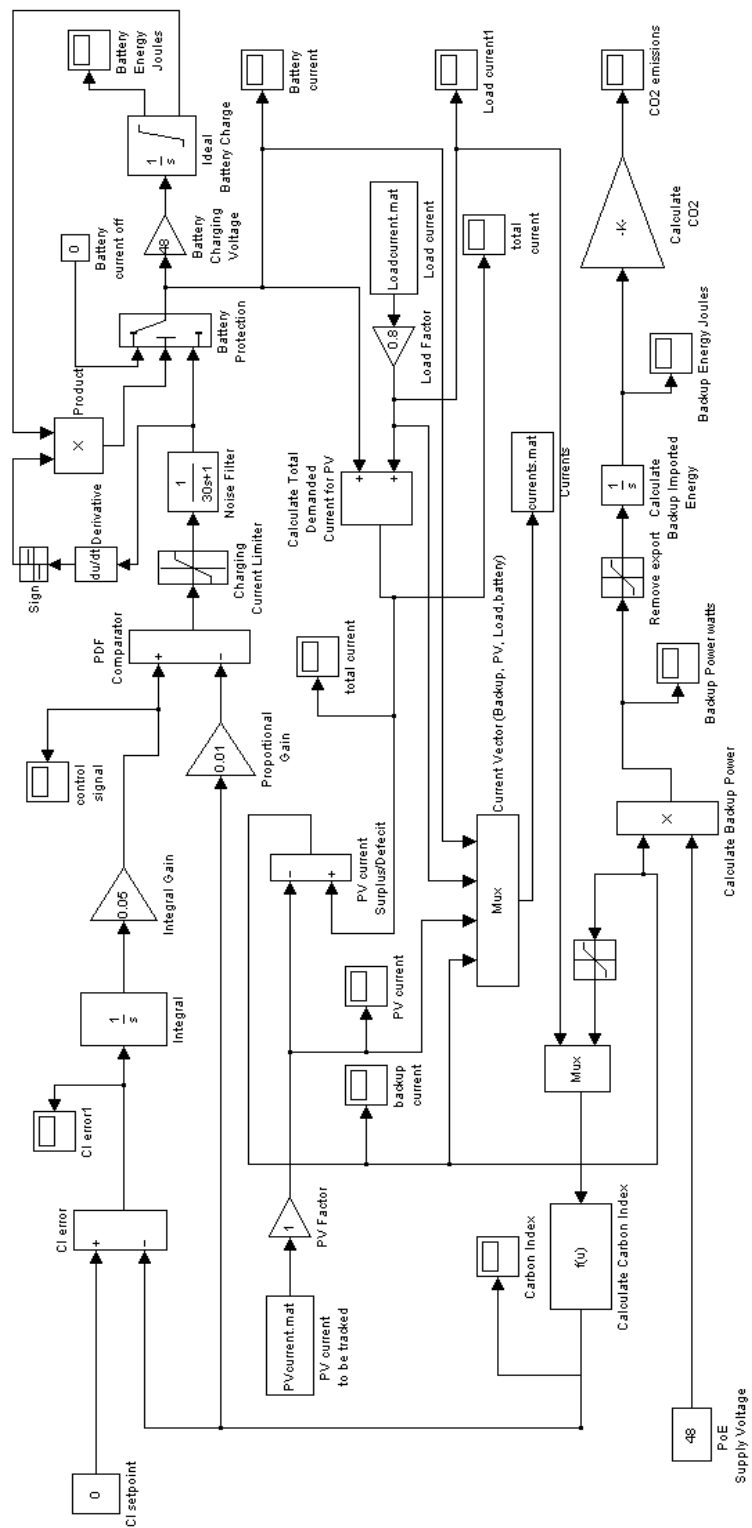 0
CI setpoint
CI error
+
-
CI error1
1
s
Integral
0.05
Integral Gain
control
signal
+
-
PDF
Comparator
0.01
Proportional
Gain
Charging
Current Limiter
1
30s+1
Noise Filter
Sign
du/dt
Derivative
X
Product
Battery
Protection
0
Battery
current off
48
Battery
Charging
Voltage
1
s
Ideal
Battery Charge
Battery
Energy
Joules
Battery
current
PVcurrent.mat
PV current
to be tracked
1
PV Factor
backup
current
PV current
-
+
PV current
Surplus/Defecit
total current
Calculate Total
Demanded
Current for PV
+
+
0.8
Load Factor
Loadcurrent.mat
Load current
Load current1
total
current
Mux
Current Vector (Backup, PV, Load,battery)
currents.mat
Currents
Carbon Index
f(u)
Calculate Carbon Index
Mux
48
PoE
Supply Voltage
X
Calculate Backup Power
Backup Power watts
Remove export
1
s
Calculate
Backup Imported
Energy
Backup Energy Joules
-K-
Calculate
CO2
CO2 emissions